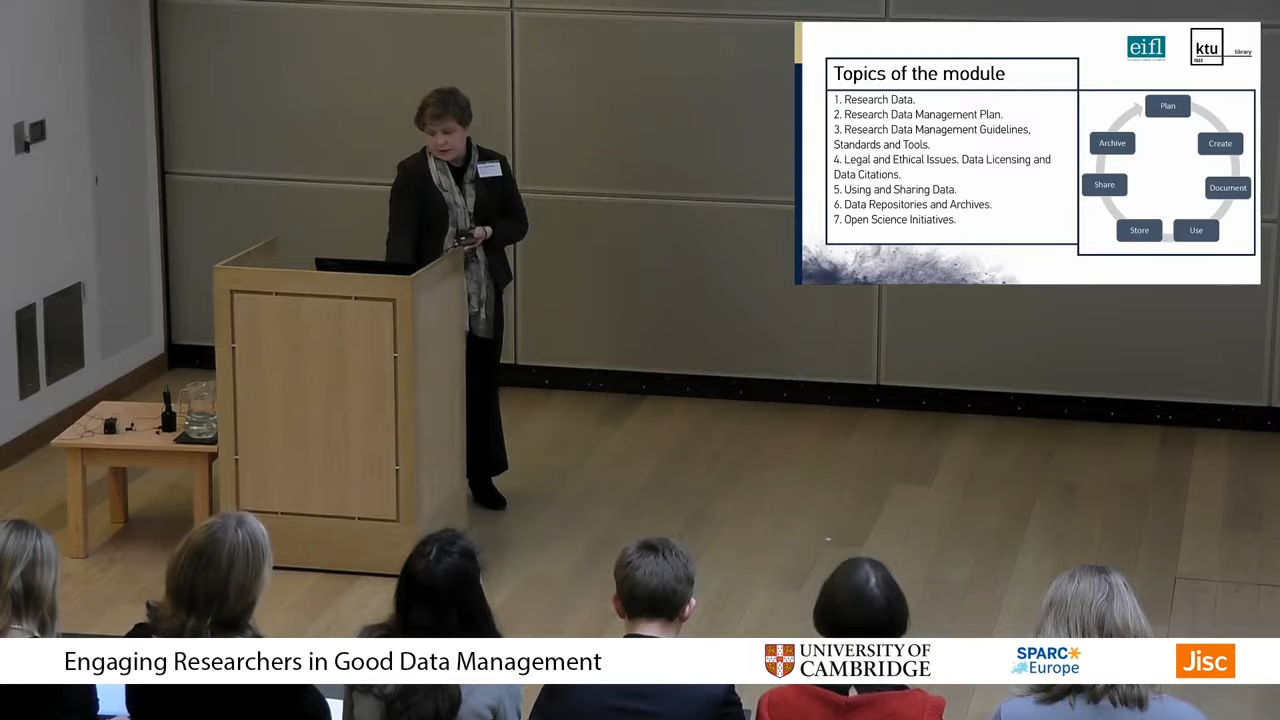 eifl
ktu
library
1922
Topics of the module
1. Research Data.
2. Research Data Management Plan.
3. Research Data Management Guidelines,
Standards and Tools.
4. Legal and Ethical Issues. Data Licensing and
Data Citations.
5. Using and Sharing Data.
6. Data Repositories and Archives.
7. Open Science Initiatives.
Plan
Archive
Create
Share
Document
Store
Use
Engaging Researchers in Good Data Management
UNIVERSITY OF
CAMBRIDGE
SPARC
Europe
Jisc